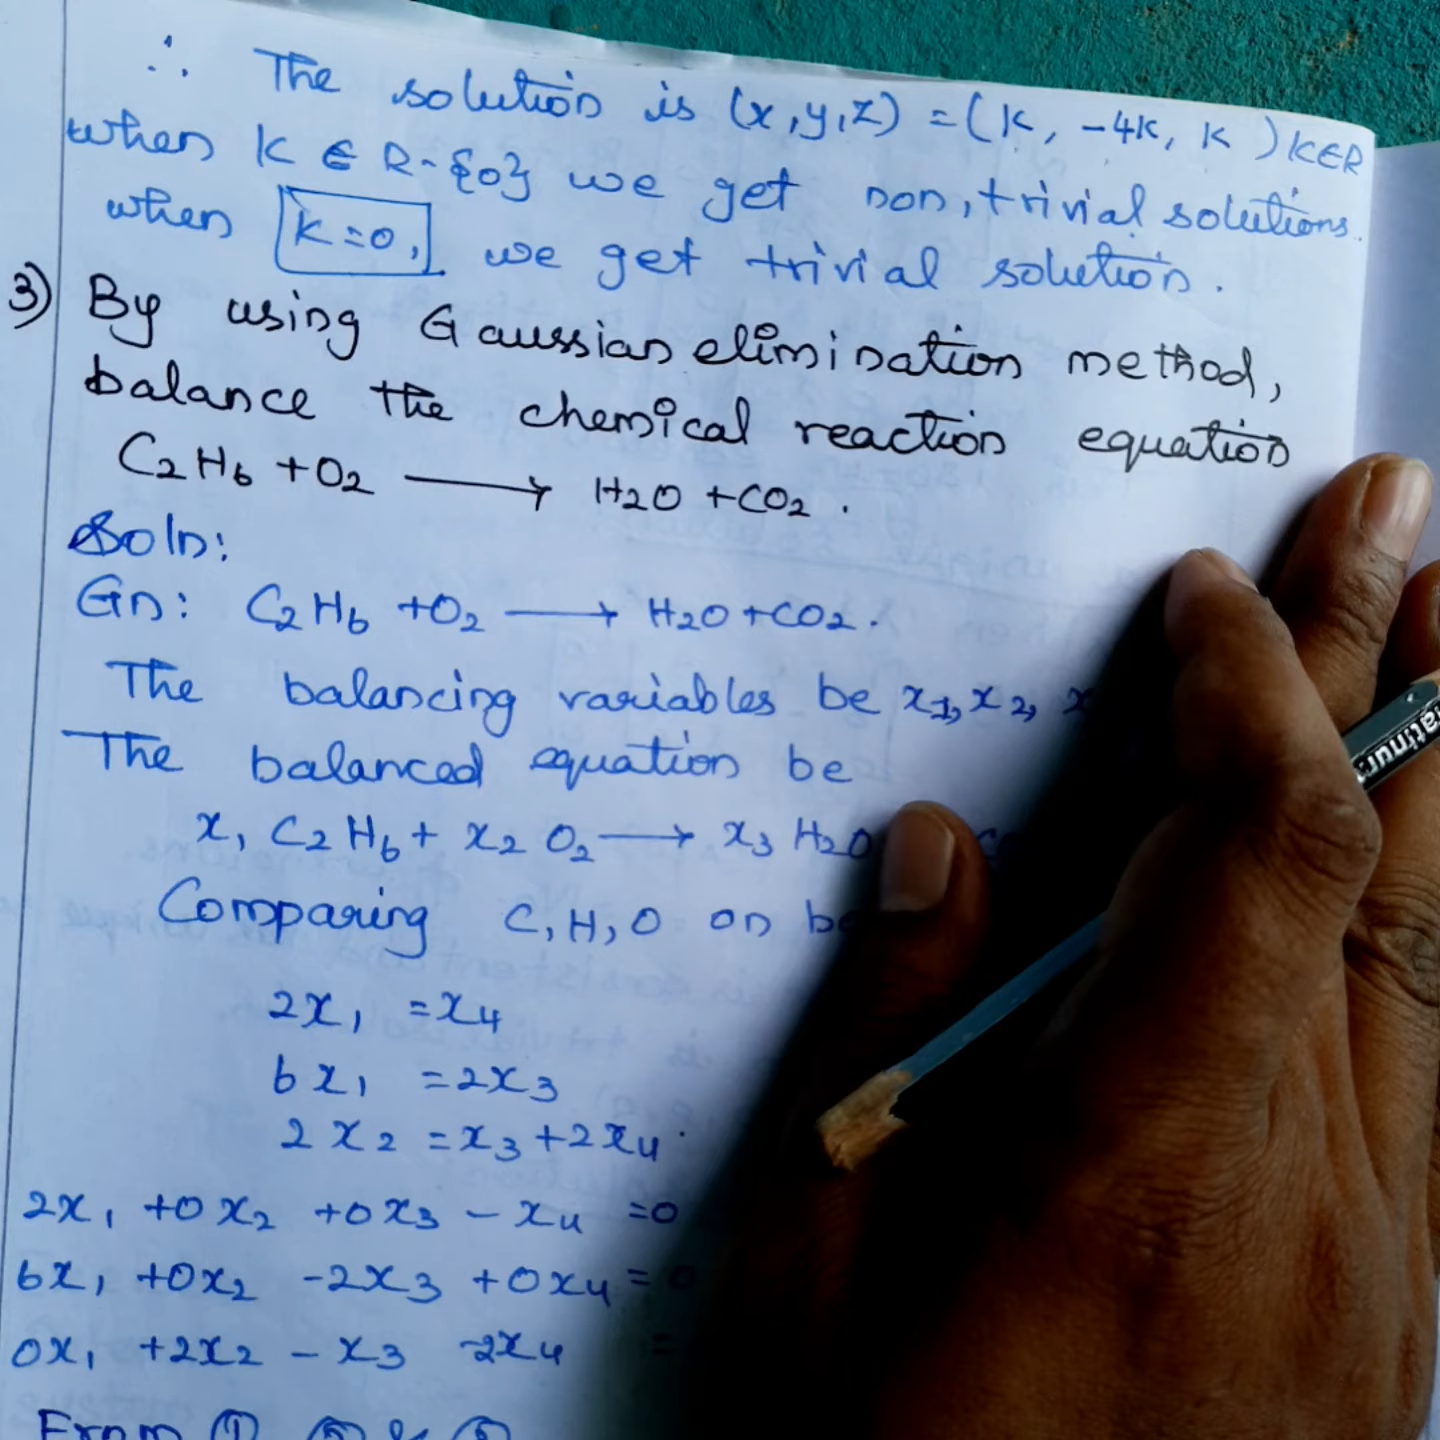 ∴ The solution is (x,y,z) = (K, -4K, K) K∈R
when K ∈ R-{0} we get non, trivial solutions.
when K=0, we get trivial solution.
3) By using Gaussian elimination method,
balance the chemical reaction equation
C2H6 + O2 → H2O + CO2.
Soln:
Gn: C2H6 + O2 → H2O + CO2.
The balancing variables be x1, x2,
The balanced equation be
x1 C2H6 + x2 O2 → x3 H2O
Comparing C, H, O on
2x1 = x4
6x1 = 2x3
2x2 = x3 + 2x4.
2x1 + 0x2 + 0x3 - x4 = 0
6x1 + 0x2 - 2x3 + 0x4 = 0
0x1 + 2x2 - x3 - 2x4 =
From ①
atinum